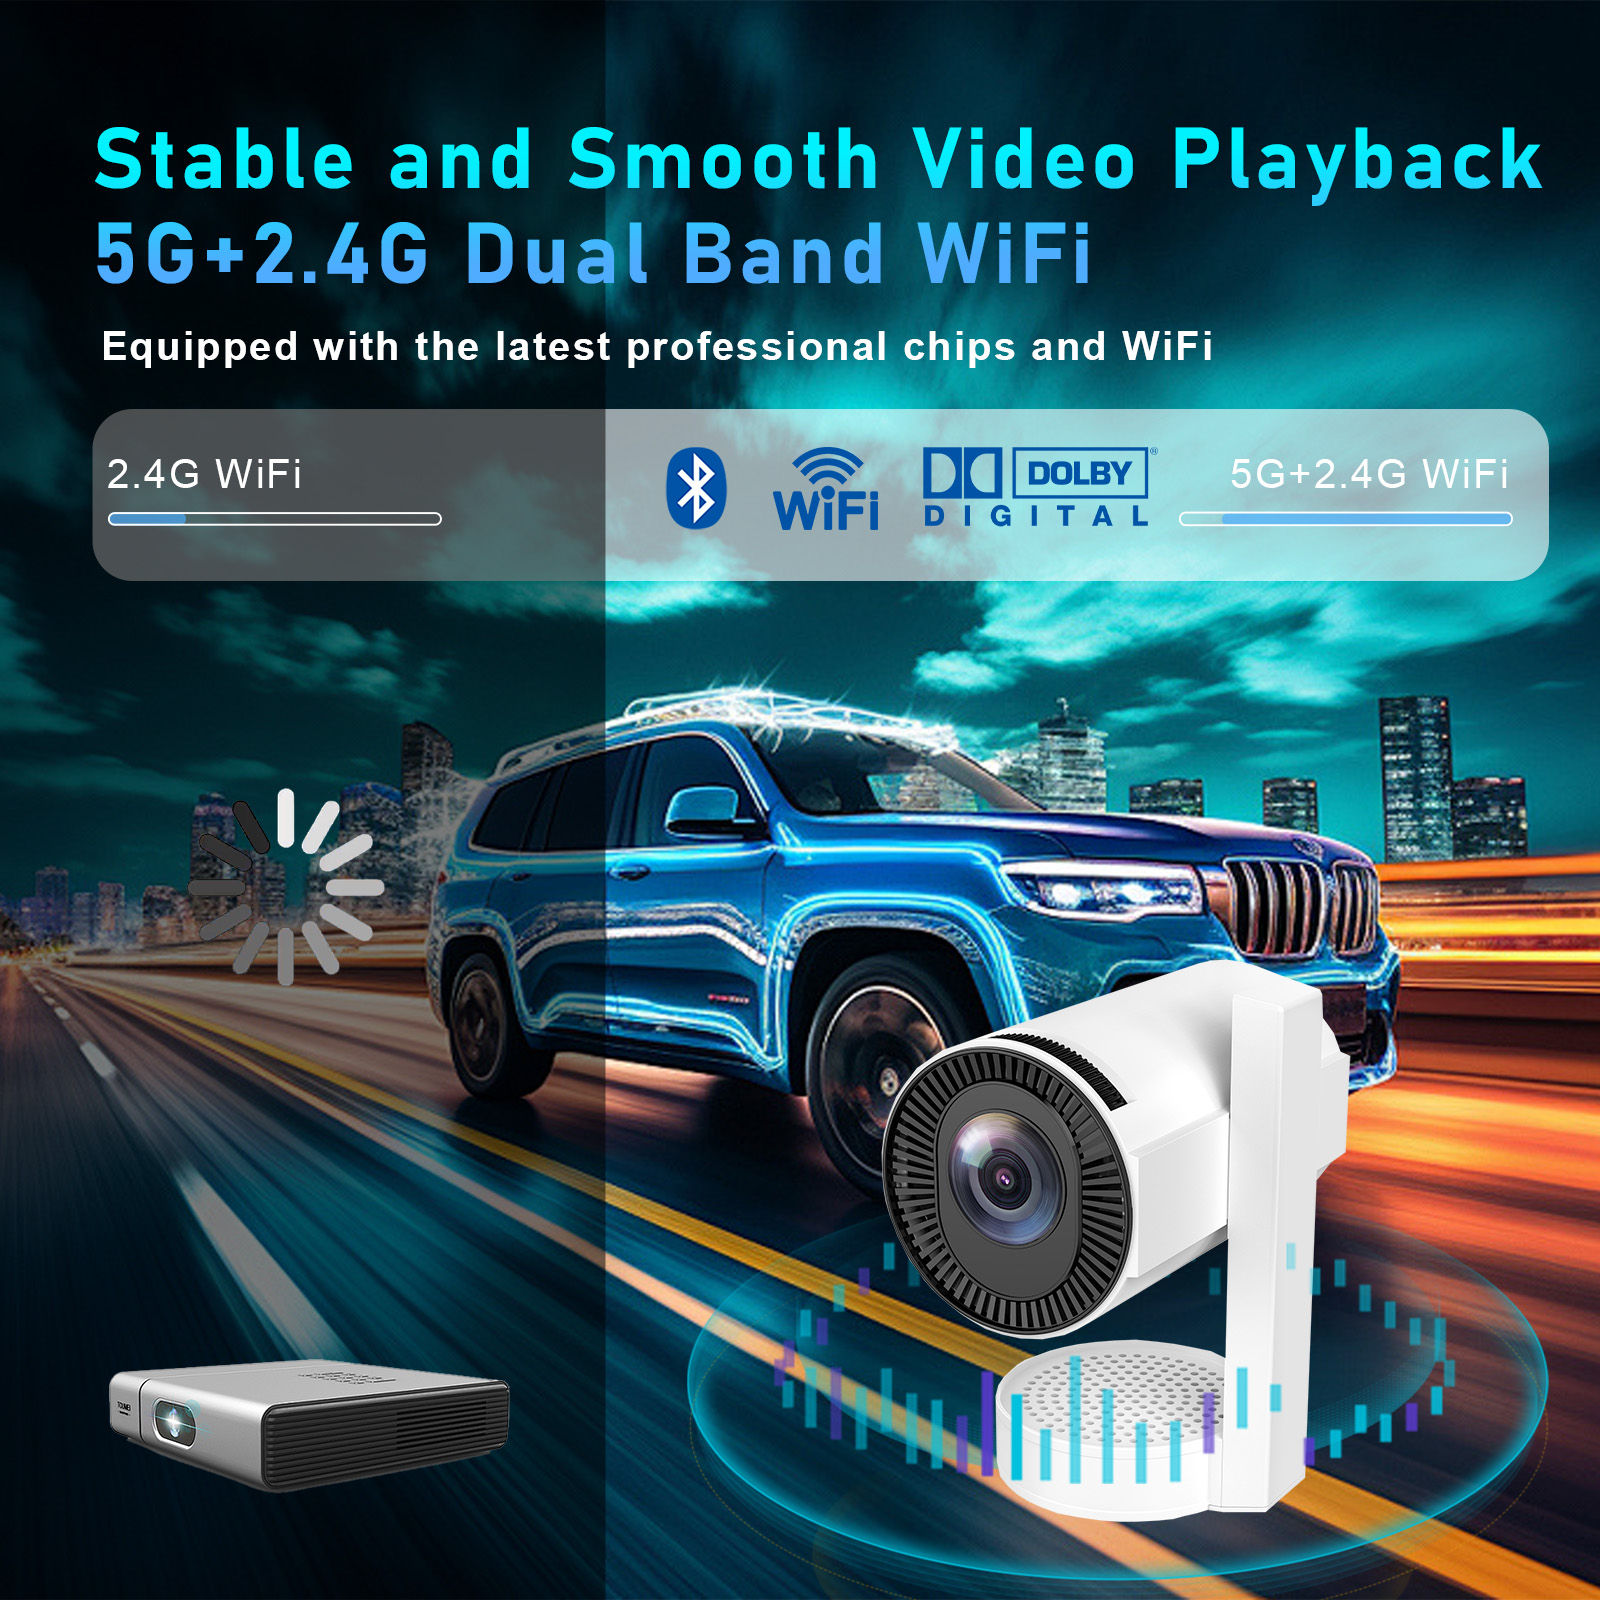 Stable and Smooth Video Playback
5G+2.4G Dual Band WiFi
Equipped with the latest professional chips and WiFi
2.4G WiFi
WiFi
DOLBY®
DIGITAL
5G+2.4G WiFi
TOUMEI